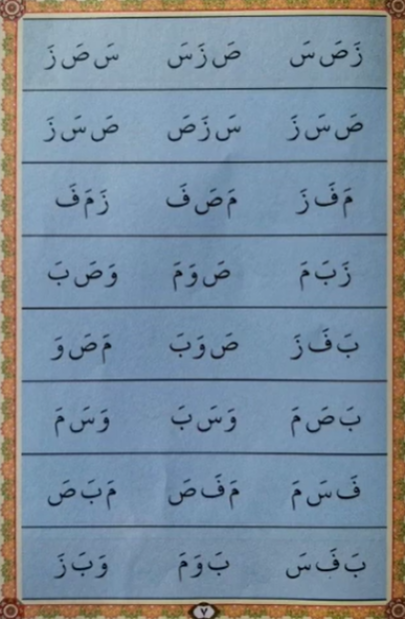 زَ صَ سَ صَ زَ سَ سَ صَ زَ
صَ سَ زَ سَ زَ صَ صَ سَ زَ
مَ فَ زَ مَ صَ فَ زَ مَ فَ
زَ بَ مَ صَ وَ مَ وَ صَ بَ
بَ فَ زَ صَ وَ بَ مَ صَ وَ
بَ صَ مَ وَ سَ بَ وَ سَ مَ
فَ سَ مَ مَ فَ صَ مَ بَ صَ
بَ فَ سَ بَ وَ مَ وَ بَ زَ
٧